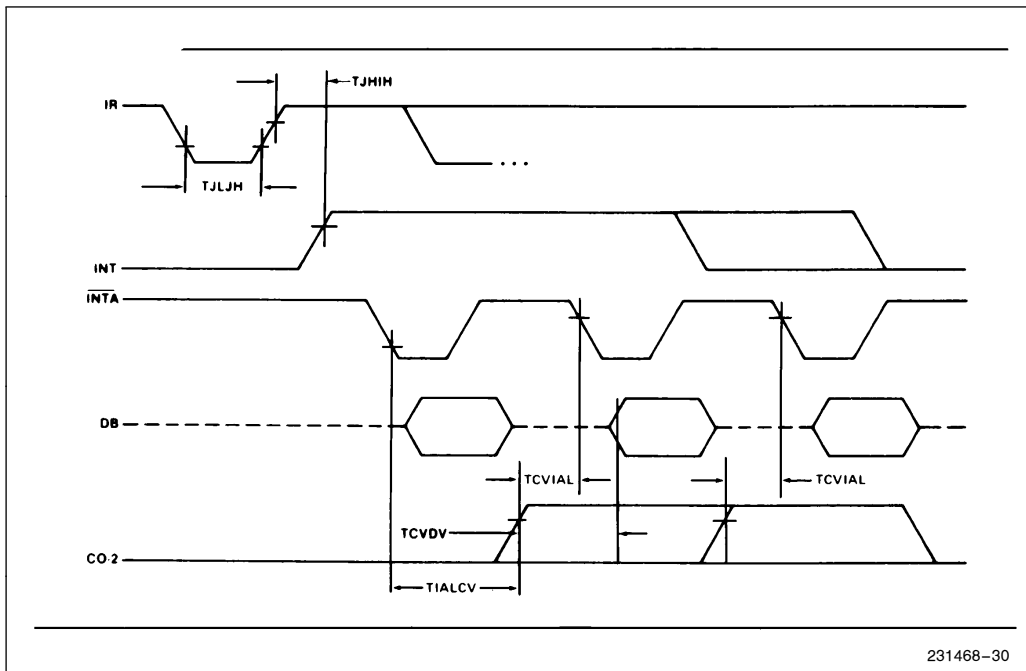 TJHIH
IR
TJLJH
...
INT
INTA
DB
TCVIAL
TCVIAL
TCVDV
CO-2
TIALCV
231468–30